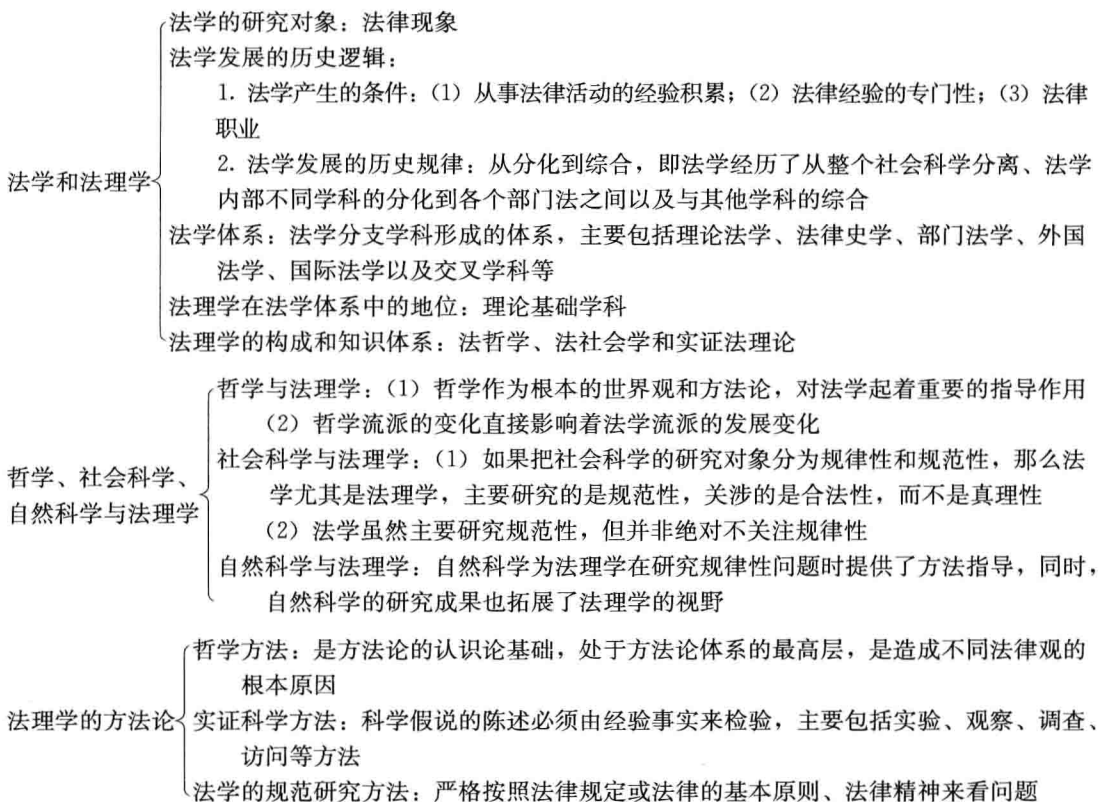 法学的研究对象：法律现象
法学发展的历史逻辑：
1. 法学产生的条件：（1）从事法律活动的经验积累；（2）法律经验的专门性；（3）法律
职业
2. 法学发展的历史规律：从分化到综合，即法学经历了从整个社会科学分离、法学
法学和法理学
内部不同学科的分化到各个部门法之间以及与其他学科的综合
法学体系：法学分支学科形成的体系，主要包括理论法学、法律史学、部门法学、外国
法学、国际法学以及交叉学科等
法理学在法学体系中的地位：理论基础学科
法理学的构成和知识体系：法哲学、法社会学和实证法理论
哲学与法理学：（1）哲学作为根本的世界观和方法论，对法学起着重要的指导作用
（2）哲学流派的变化直接影响着法学流派的发展变化
社会科学与法理学：（1）如果把社会科学的研究对象分为规律性和规范性，那么法
哲学、社会科学、
学尤其是法理学，主要研究的是规范性，关涉的是合法性，而不是真理性
自然科学与法理学
（2）法学虽然主要研究规范性，但并非绝对不关注规律性
自然科学与法理学：自然科学为法理学在研究规律性问题时提供了方法指导，同时，
自然科学的研究成果也拓展了法理学的视野
哲学方法：是方法论的认识论基础，处于方法论体系的最高层，是造成不同法律观的
根本原因
法理学的方法论
实证科学方法：科学假说的陈述必须由经验事实来检验，主要包括实验、观察、调查、
访问等方法
法学的规范研究方法：严格按照法律规定或法律的基本原则、法律精神来看问题